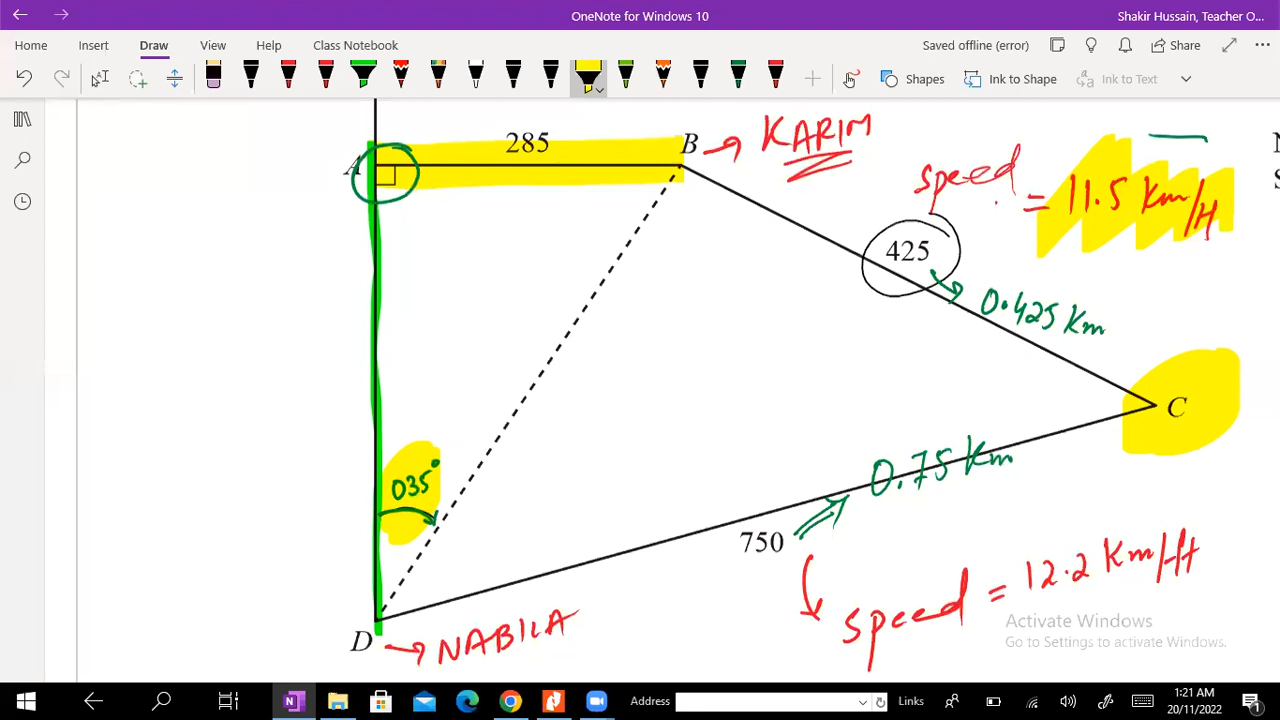 OneNote for Windows 10
Shakir Hussain, Teacher O...
Home Insert Draw View Help Class Notebook
Saved offline (error) Share
Shapes Ink to Shape Ink to Text
285
A
B
KARIM
speed
= 11.5 Km/H
N
S
425
0.425 Km
C
035°
0.75 Km
750
speed = 12.2 Km/H
D
NABILA
Activate Windows
Go to Settings to activate Windows.
Address Links
1:21 AM
20/11/2022